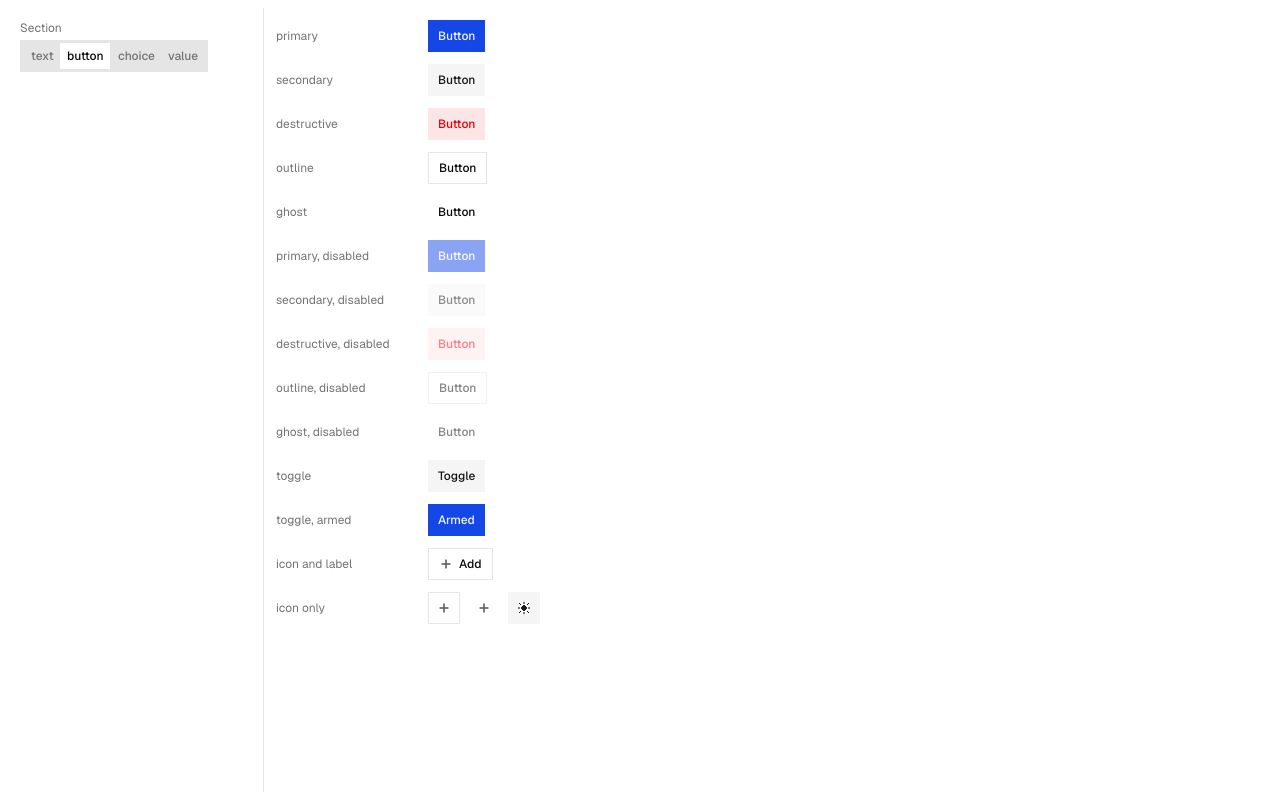 Section
text button choice value
primary Button
secondary Button
destructive Button
outline Button
ghost Button
primary, disabled Button
secondary, disabled Button
destructive, disabled Button
outline, disabled Button
ghost, disabled Button
toggle Toggle
toggle, armed Armed
icon and label Add
icon only